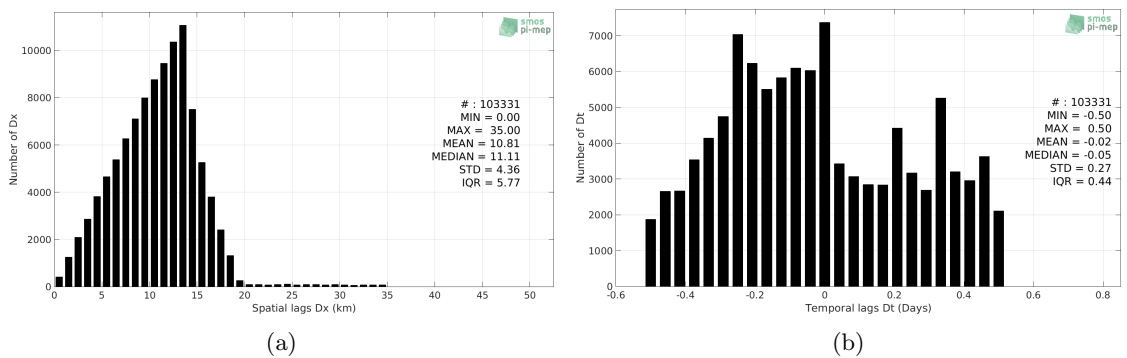 smos
pi-mep
10000
8000
6000
4000
2000
0
Number of Dx
# : 103331
MIN = 0.00
MAX = 35.00
MEAN = 10.81
MEDIAN = 11.11
STD = 4.36
IQR = 5.77
0 5 10 15 20 25 30 35 40 45 50
Spatial lags Dx (km)
(a)
smos
pi-mep
7000
6000
5000
4000
3000
2000
1000
0
Number of Dt
# : 103331
MIN = -0.50
MAX = 0.50
MEAN = -0.02
MEDIAN = -0.05
STD = 0.27
IQR = 0.44
-0.6 -0.4 -0.2 0 0.2 0.4 0.6 0.8
Temporal lags Dt (Days)
(b)